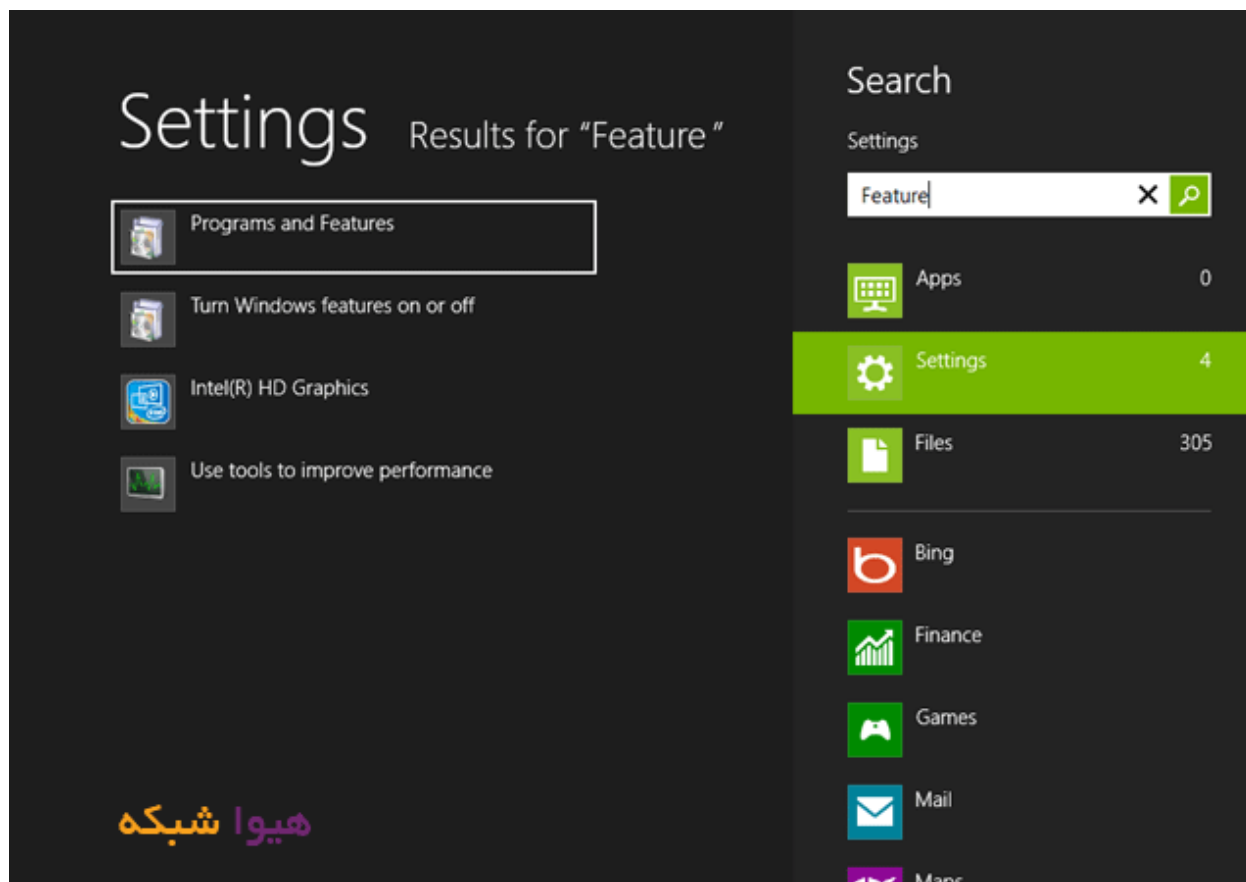 Settings Results for "Feature"
Programs and Features
Turn Windows features on or off
Intel(R) HD Graphics
Use tools to improve performance
هیوا شبکه
Search
Settings
Feature
Apps 0
Settings 4
Files 305
Bing
Finance
Games
Mail
Maps